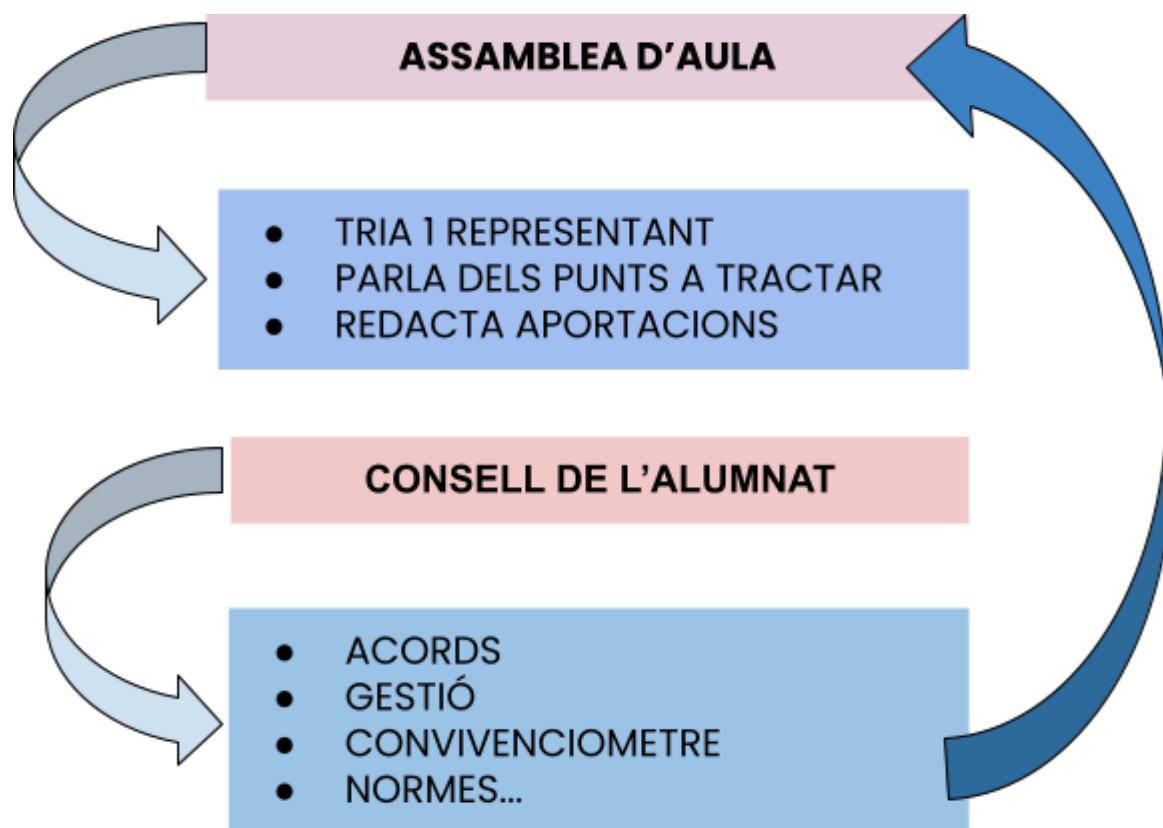 ASSAMBLEA D’AULA
● TRIA 1 REPRESENTANT
● PARLA DELS PUNTS A TRACTAR
● REDACTA APORTACIONS
CONSELL DE L’ALUMNAT
● ACORDS
● GESTIÓ
● CONVIVENCIOMETRE
● NORMES...